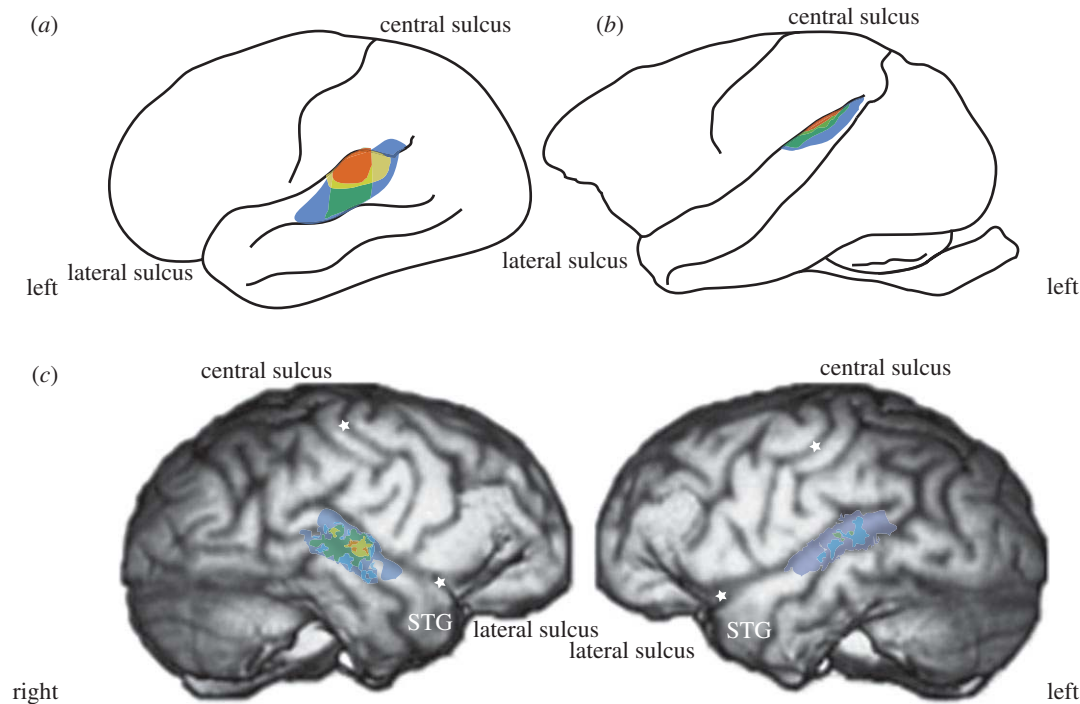 (a)
central sulcus
(b)
central sulcus
lateral sulcus
left
lateral sulcus
left
(c)
central sulcus
central sulcus
STG
lateral sulcus
STG
lateral sulcus
right
left